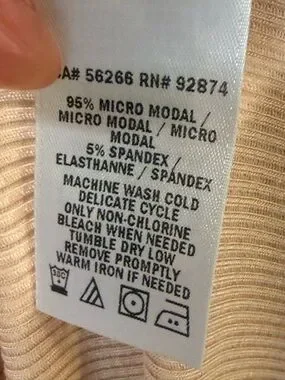 CA# 56266 RN# 92874
95% MICRO MODAL /
MICRO MODAL / MICRO
MODAL
5% SPANDEX /
ELASTHANNE / SPANDEX
MACHINE WASH COLD
DELICATE CYCLE
ONLY NON-CHLORINE
BLEACH WHEN NEEDED
TUMBLE DRY LOW
REMOVE PROMPTLY
WARM IRON IF NEEDED